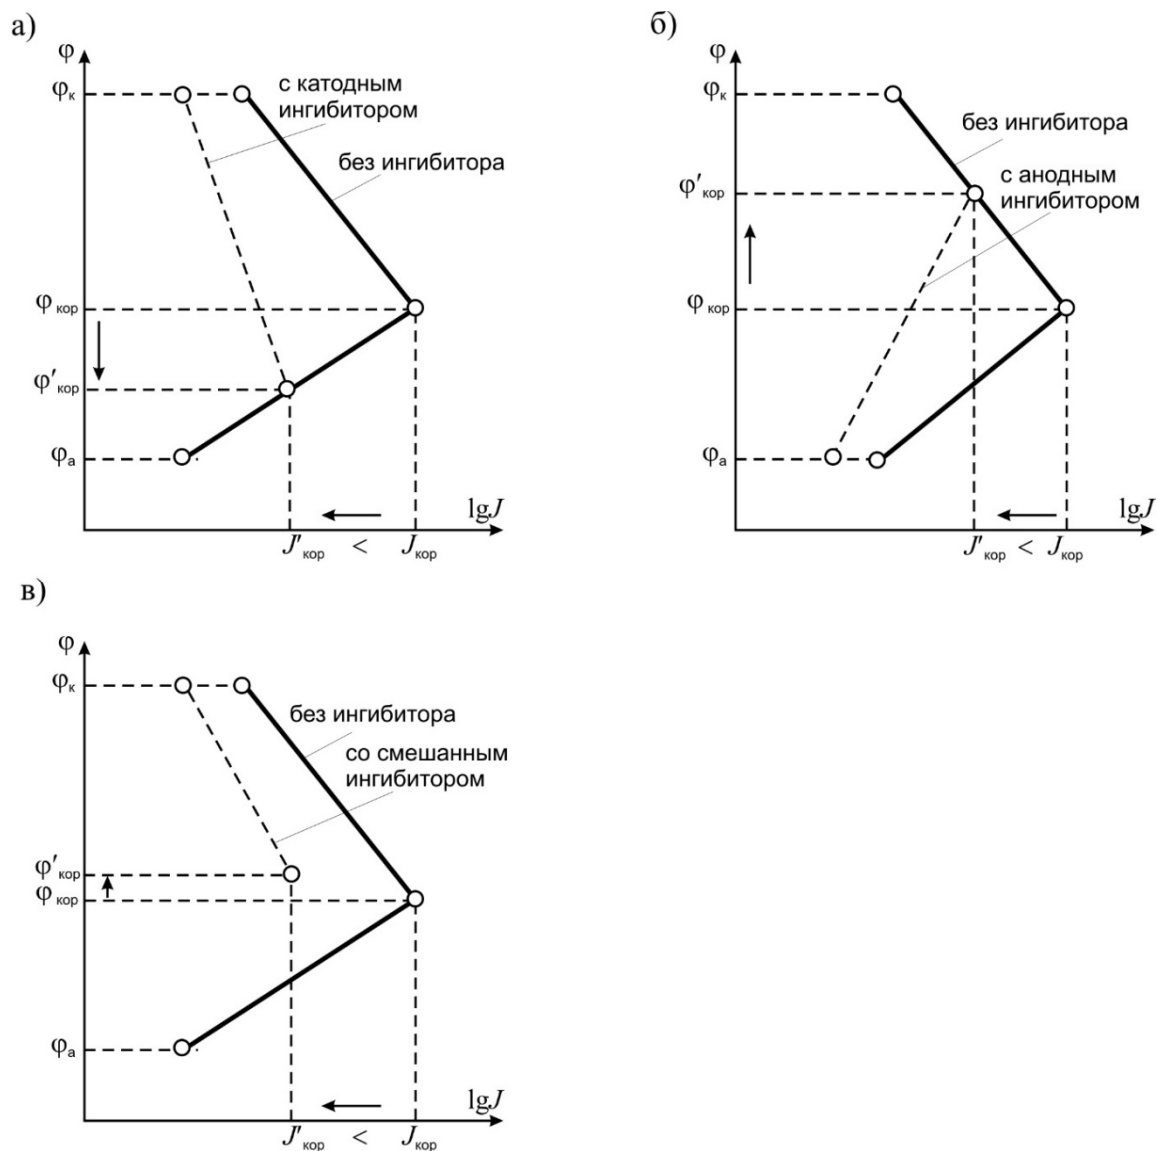 а)
φ
φк
с катодным
ингибитором
без ингибитора
φкор
φ′кор
φа
lgJ
J′кор < Jкор
б)
φ
φк
без ингибитора
φ′кор
с анодным
ингибитором
φкор
φа
lgJ
J′кор < Jкор
в)
φ
φк
без ингибитора
со смешанным
ингибитором
φ′кор
φкор
φа
lgJ
J′кор < Jкор